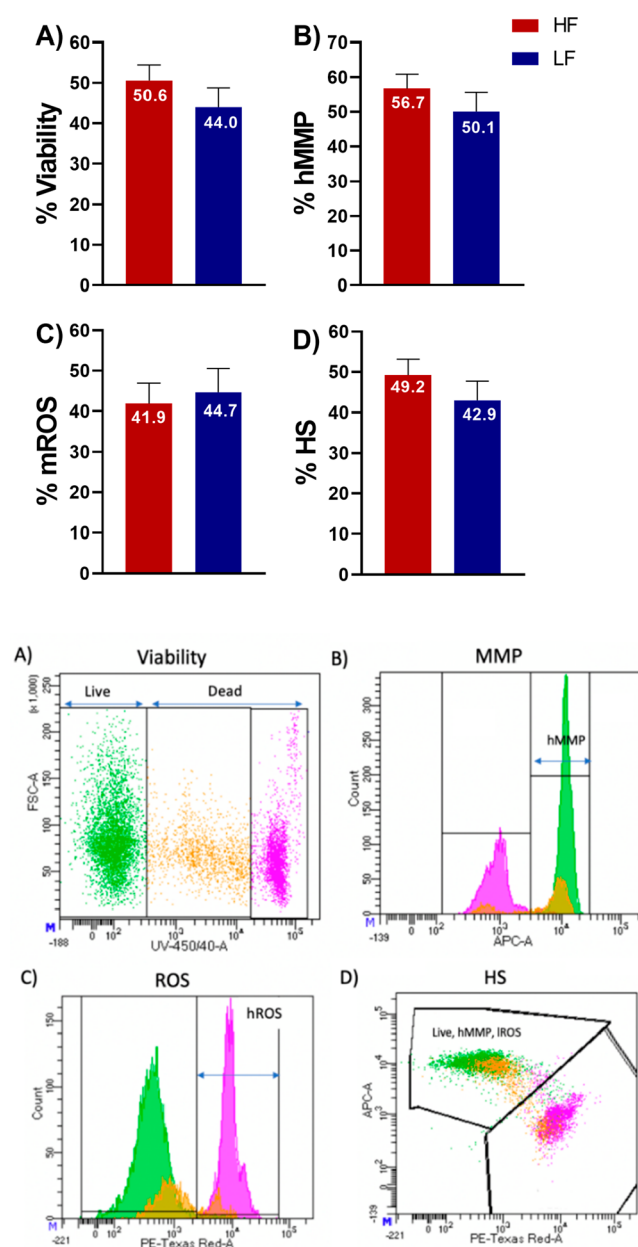 A)
B)
HF
LF
% Viability
60
50
40
30
20
10
0
50.6
44.0
% hMMP
70
60
50
40
30
20
10
0
56.7
50.1
C)
D)
% mROS
60
50
40
30
20
10
0
41.9
44.7
% HS
60
50
40
30
20
10
0
49.2
42.9
A) Viability
Live Dead
(x 1,000)
FSC-A
250
200
150
100
50
M
-188 0 10² 10³ 10⁴ 10⁵
UV-450/40-A
B) MMP
hMMP
Count
300
250
200
150
100
50
0
M
-139 0 10² 10³ 10⁴ 10⁵
APC-A
C) ROS
hROS
Count
150
100
50
0
M
-221 0 10² 10³ 10⁴ 10⁵
PE-Texas Red-A
D) HS
Live, hMMP, lROS
APC-A
10⁵
10⁴
10³
10²
0
-139
M
-221 0 10² 10³ 10⁴ 10⁵
PE-Texas Red-A